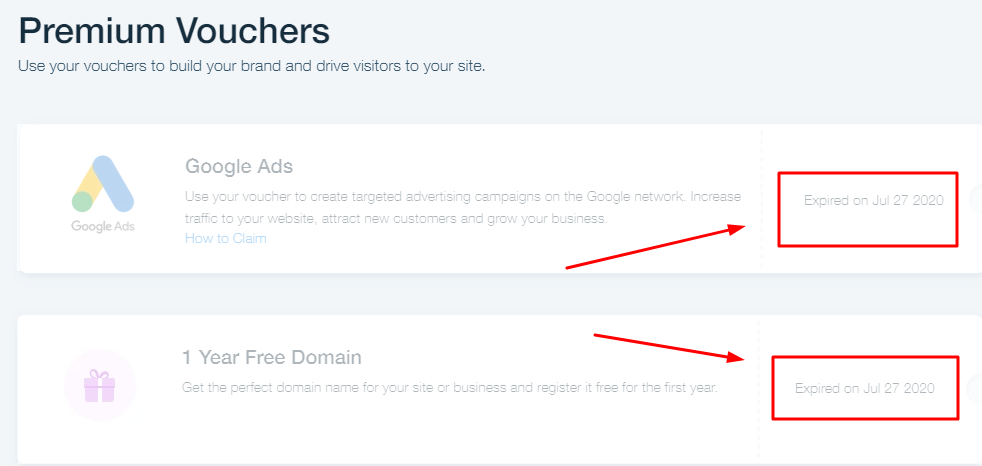 Premium Vouchers
Use your vouchers to build your brand and drive visitors to your site.
Google Ads
Google Ads
Use your voucher to create targeted advertising campaigns on the Google network. Increase
traffic to your website, attract new customers and grow your business.
How to Claim
Expired on Jul 27 2020
1 Year Free Domain
Get the perfect domain name for your site or business and register it free for the first year.
Expired on Jul 27 2020